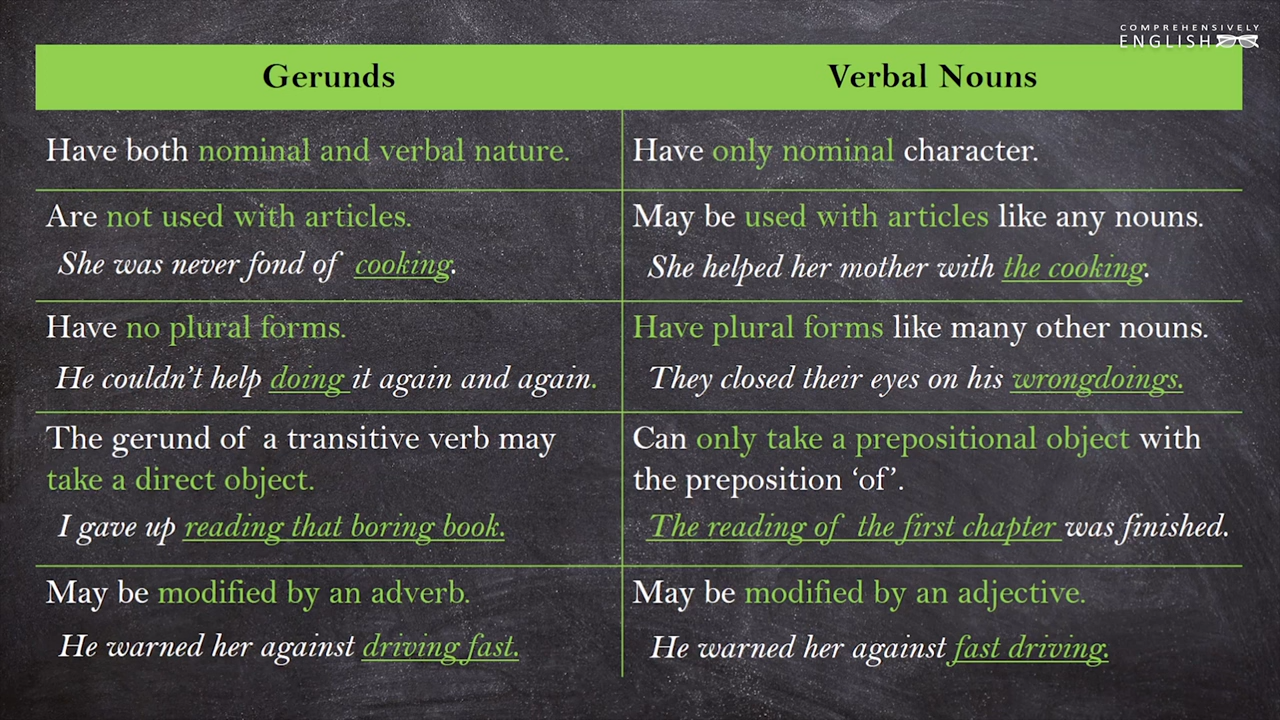 COMPREHENSIVELY
ENGLISH
Gerunds
Verbal Nouns
Have both nominal and verbal nature.
Have only nominal character.
Are not used with articles.
She was never fond of cooking.
May be used with articles like any nouns.
She helped her mother with the cooking.
Have no plural forms.
He couldn't help doing it again and again.
Have plural forms like many other nouns.
They closed their eyes on his wrongdoings.
The gerund of a transitive verb may
take a direct object.
I gave up reading that boring book.
Can only take a prepositional object with
the preposition ‘of’.
The reading of the first chapter was finished.
May be modified by an adverb.
He warned her against driving fast.
May be modified by an adjective.
He warned her against fast driving.